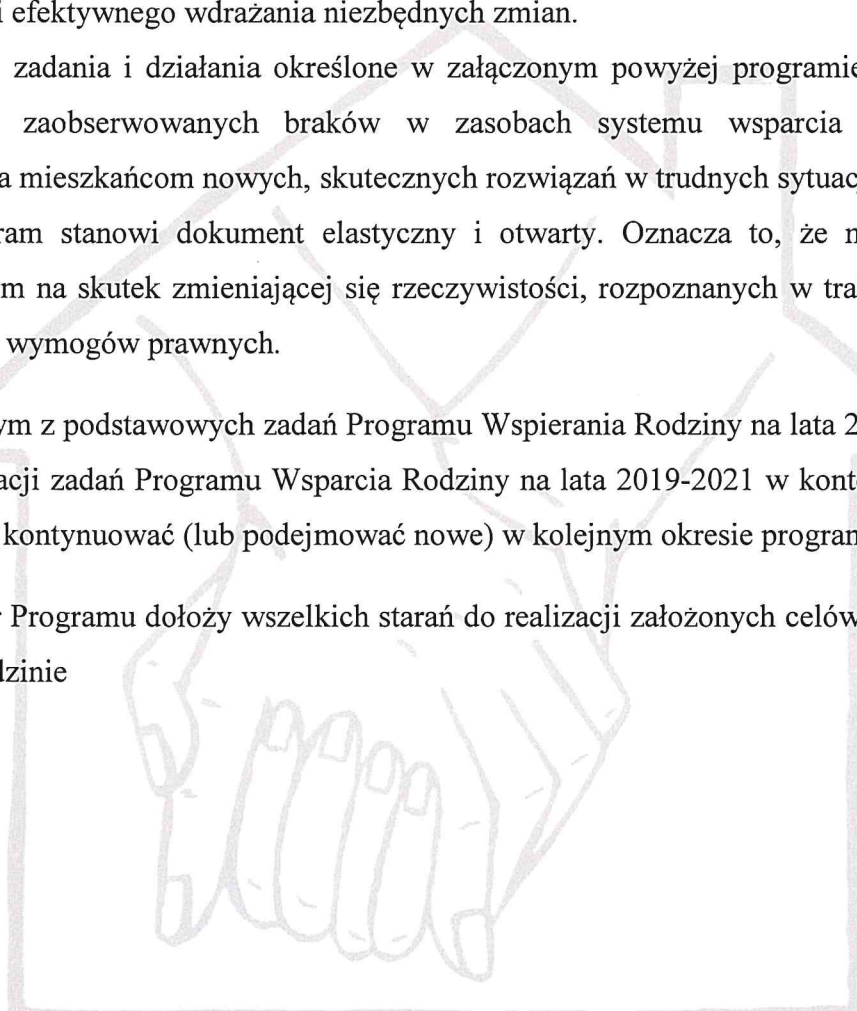 i efektywnego wdrażania niezbędnych zmian.
zadania i działania określone w załączonym powyżej programie
zaobserwowanych braków w zasobach systemu wsparcia
a mieszkańcom nowych, skutecznych rozwiązań w trudnych sytuac
ram stanowi dokument elastyczny i otwarty. Oznacza to, że
m na skutek zmieniającej się rzeczywistości, rozpoznanych w tra
wymogów prawnych.
ym z podstawowych zadań Programu Wspierania Rodziny na lata 2
acji zadań Programu Wsparcia Rodziny na lata 2019-2021 w kont
kontynuować (lub podejmować nowe) w kolejnym okresie program
Programu dołoży wszelkich starań do realizacji założonych celów
dzinie